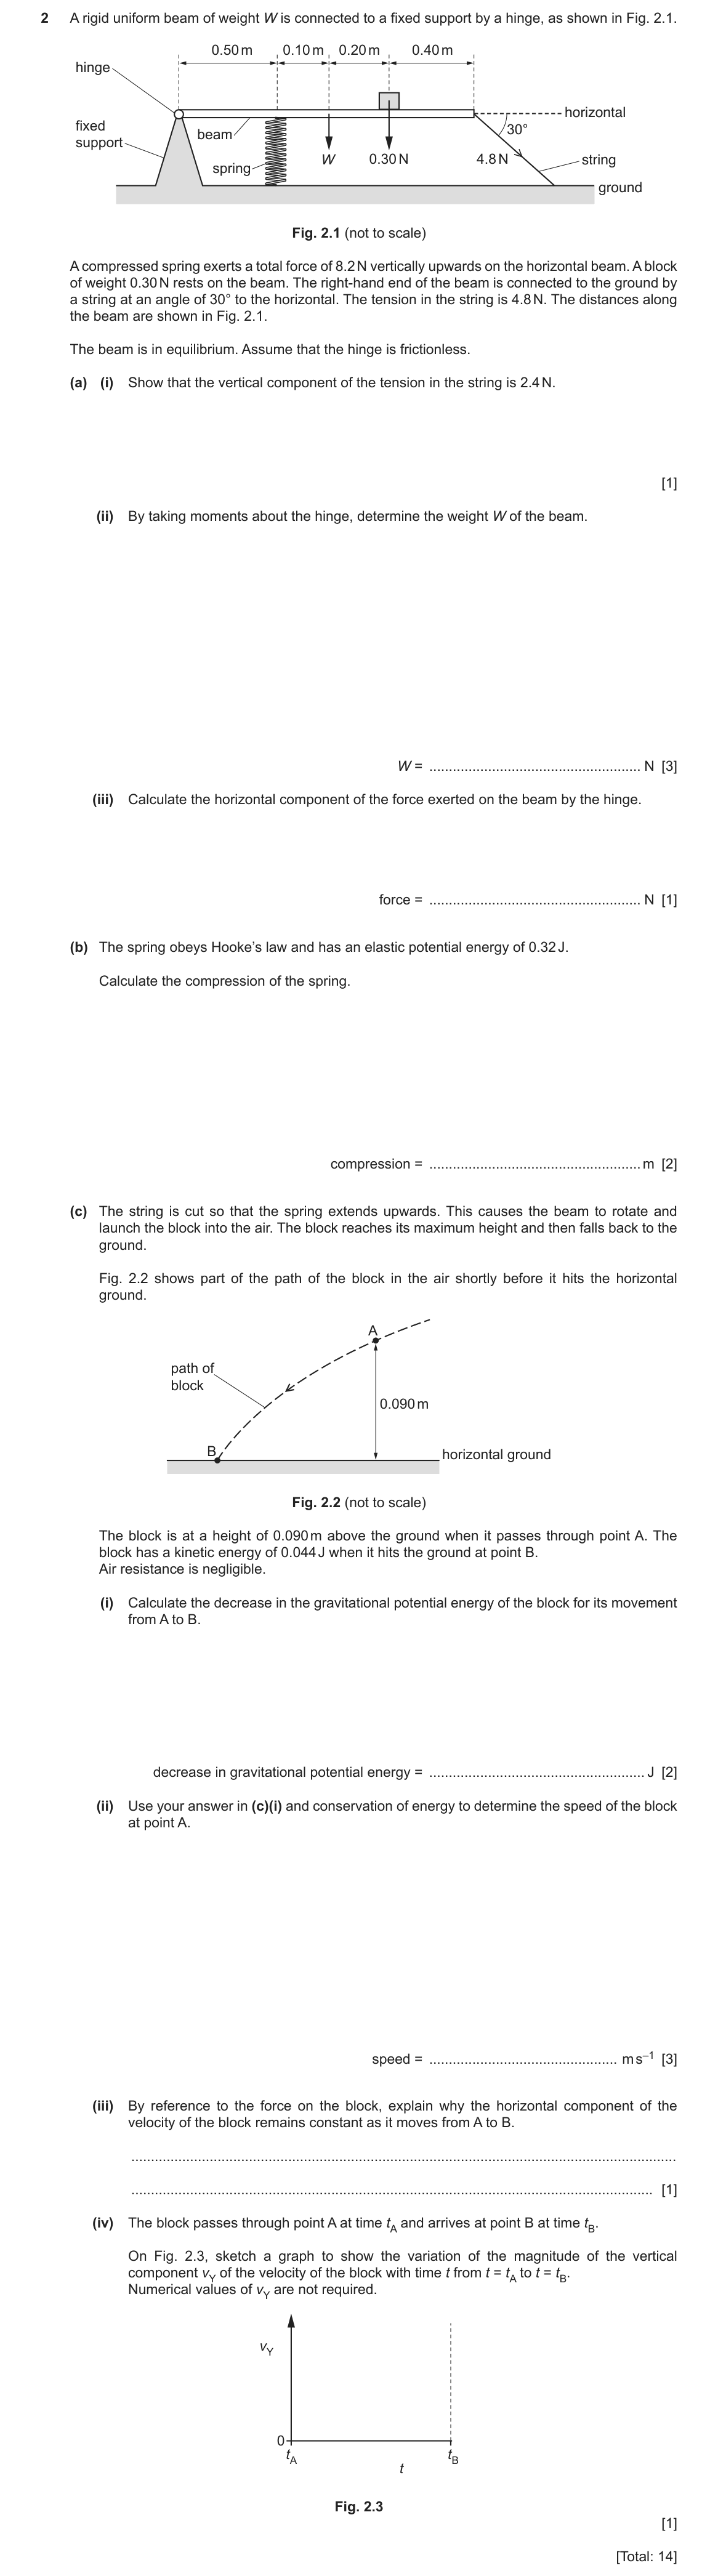 2 A rigid uniform beam of weight W is connected to a fixed support by a hinge, as shown in Fig. 2.1.
0.50 m 0.10 m 0.20 m 0.40 m
hinge
horizontal
30°
fixed
support
beam
spring
W
0.30 N
4.8 N
string
ground
Fig. 2.1 (not to scale)
A compressed spring exerts a total force of 8.2 N vertically upwards on the horizontal beam. A block
of weight 0.30 N rests on the beam. The right-hand end of the beam is connected to the ground by
a string at an angle of 30° to the horizontal. The tension in the string is 4.8 N. The distances along
the beam are shown in Fig. 2.1.
The beam is in equilibrium. Assume that the hinge is frictionless.
(a) (i) Show that the vertical component of the tension in the string is 2.4 N.
[1]
(ii) By taking moments about the hinge, determine the weight W of the beam.
W = ...................................................... N [3]
(iii) Calculate the horizontal component of the force exerted on the beam by the hinge.
force = ...................................................... N [1]
(b) The spring obeys Hooke's law and has an elastic potential energy of 0.32 J.
Calculate the compression of the spring.
compression = ...................................................... m [2]
(c) The string is cut so that the spring extends upwards. This causes the beam to rotate and
launch the block into the air. The block reaches its maximum height and then falls back to the
ground.
Fig. 2.2 shows part of the path of the block in the air shortly before it hits the horizontal
ground.
A
path of
block
0.090 m
B
horizontal ground
Fig. 2.2 (not to scale)
The block is at a height of 0.090 m above the ground when it passes through point A. The
block has a kinetic energy of 0.044 J when it hits the ground at point B.
Air resistance is negligible.
(i) Calculate the decrease in the gravitational potential energy of the block for its movement
from A to B.
decrease in gravitational potential energy = ...................................................... J [2]
(ii) Use your answer in (c)(i) and conservation of energy to determine the speed of the block
at point A.
speed = ................................................ m s⁻¹ [3]
(iii) By reference to the force on the block, explain why the horizontal component of the
velocity of the block remains constant as it moves from A to B.
..........................................................................................................................................
.................................................................................................................................... [1]
(iv) The block passes through point A at time t_A and arrives at point B at time t_B.
On Fig. 2.3, sketch a graph to show the variation of the magnitude of the vertical
component v_Y of the velocity of the block with time t from t = t_A to t = t_B.
Numerical values of v_Y are not required.
v_Y
0
t_A
t_B
t
Fig. 2.3
[1]
[Total: 14]